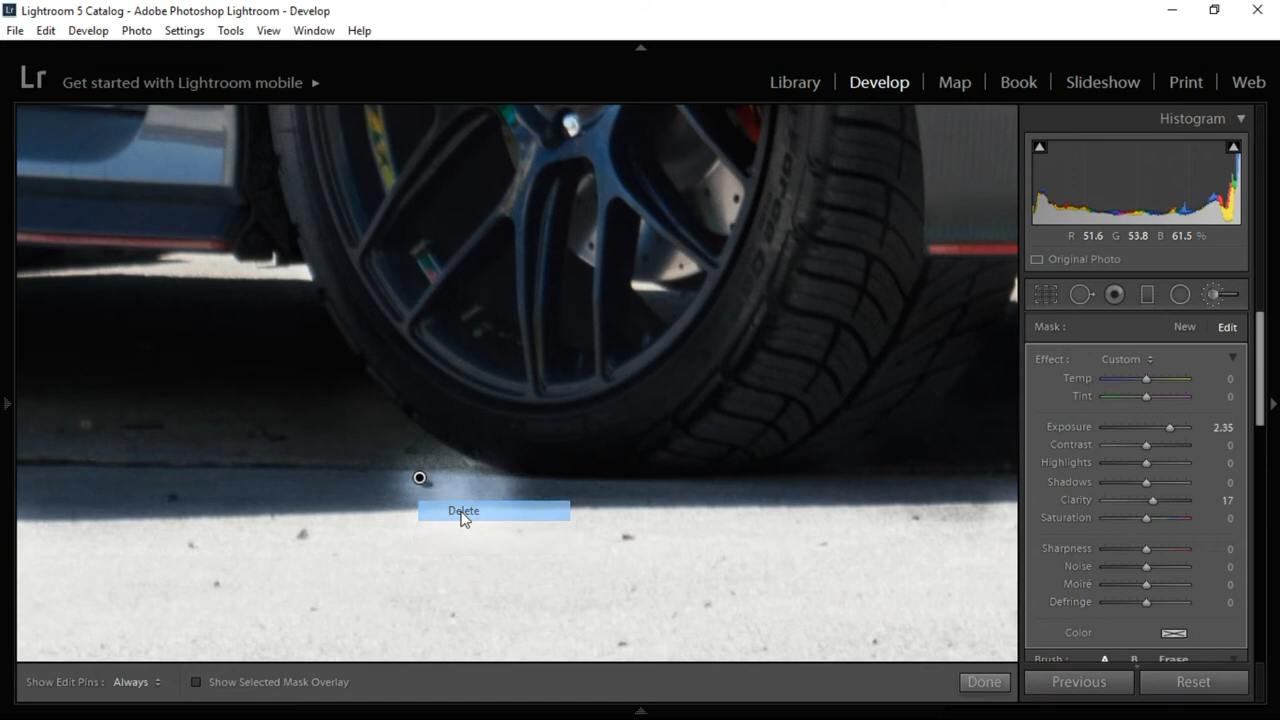 Lr Lightroom 5 Catalog - Adobe Photoshop Lightroom - Develop
File Edit Develop Photo Settings Tools View Window Help
Lr Get started with Lightroom mobile
Library Develop Map Book Slideshow Print Web
Histogram
R 51.6 G 53.8 B 61.5 %
Original Photo
Mask : New Edit
Effect : Custom
Temp 0
Tint 0
Exposure 2.35
Contrast 0
Highlights 0
Shadows 0
Clarity 17
Saturation 0
Sharpness 0
Noise 0
Moiré 0
Defringe 0
Color
Brush : A B Erase
Delete
Show Edit Pins : Always Show Selected Mask Overlay Done Previous Reset